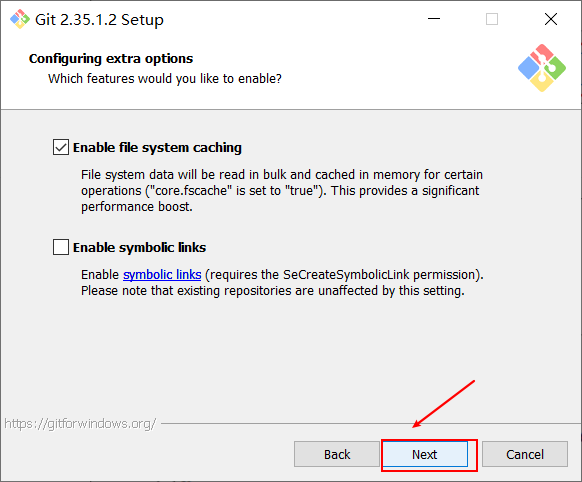 Git 2.35.1.2 Setup
Configuring extra options
Which features would you like to enable?
Enable file system caching
File system data will be read in bulk and cached in memory for certain
operations ("core.fscache" is set to "true"). This provides a significant
performance boost.
Enable symbolic links
Enable symbolic links (requires the SeCreateSymbolicLink permission).
Please note that existing repositories are unaffected by this setting.
https://gitforwindows.org/
Back Next Cancel